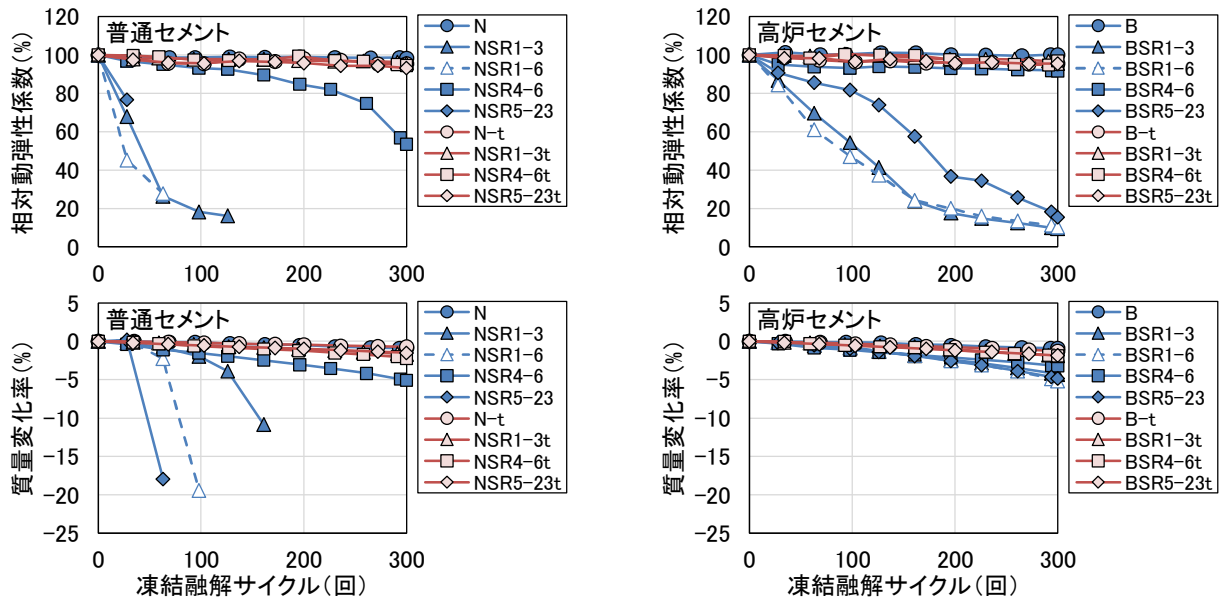 普通セメント
相対動弾性係数(%)
120
100
80
60
40
20
0
0
100
200
300
N
NSR1-3
NSR1-6
NSR4-6
NSR5-23
N-t
NSR1-3t
NSR4-6t
NSR5-23t
高炉セメント
相対動弾性係数(%)
120
100
80
60
40
20
0
0
100
200
300
B
BSR1-3
BSR1-6
BSR4-6
BSR5-23
B-t
BSR1-3t
BSR4-6t
BSR5-23t
普通セメント
質量変化率(%)
5
0
-5
-10
-15
-20
-25
0
100
200
300
凍結融解サイクル(回)
N
NSR1-3
NSR1-6
NSR4-6
NSR5-23
N-t
NSR1-3t
NSR4-6t
NSR5-23t
高炉セメント
質量変化率(%)
5
0
-5
-10
-15
-20
-25
0
100
200
300
凍結融解サイクル(回)
B
BSR1-3
BSR1-6
BSR4-6
BSR5-23
B-t
BSR1-3t
BSR4-6t
BSR5-23t